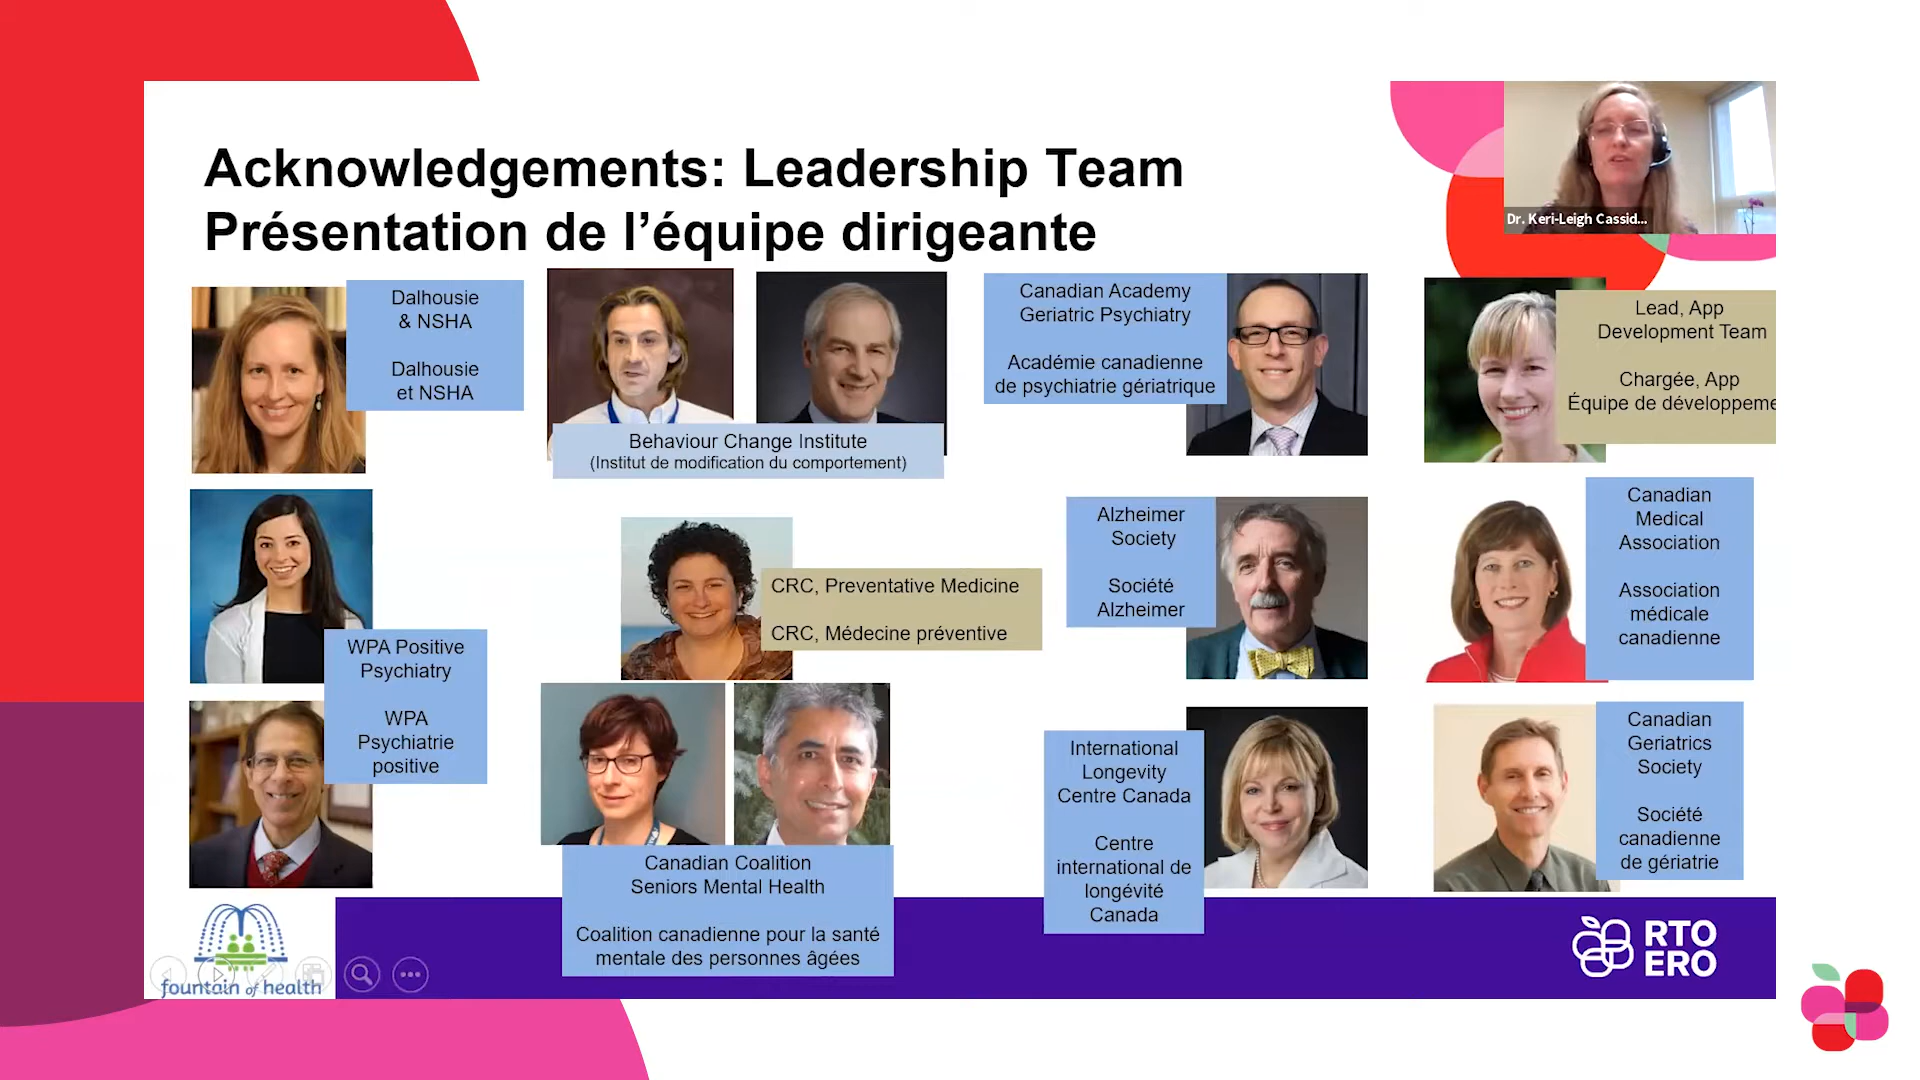 Acknowledgements: Leadership Team
Présentation de l’équipe dirigeante
Dr. Keri-Leigh Cassid...
Dalhousie
& NSHA
Dalhousie
et NSHA
Behaviour Change Institute
(Institut de modification du comportement)
Canadian Academy
Geriatric Psychiatry
Académie canadienne
de psychiatrie gériatrique
Lead, App
Development Team
Chargée, App
Équipe de développeme
WPA Positive
Psychiatry
WPA
Psychiatrie
positive
CRC, Preventative Medicine
CRC, Médecine préventive
Alzheimer
Society
Société
Alzheimer
Canadian
Medical
Association
Association
médicale
canadienne
Canadian Coalition
Seniors Mental Health
Coalition canadienne pour la santé
mentale des personnes âgées
International
Longevity
Centre Canada
Centre
international de
longévité
Canada
Canadian
Geriatrics
Society
Société
canadienne
de gériatrie
fountain of health
RTO
ERO